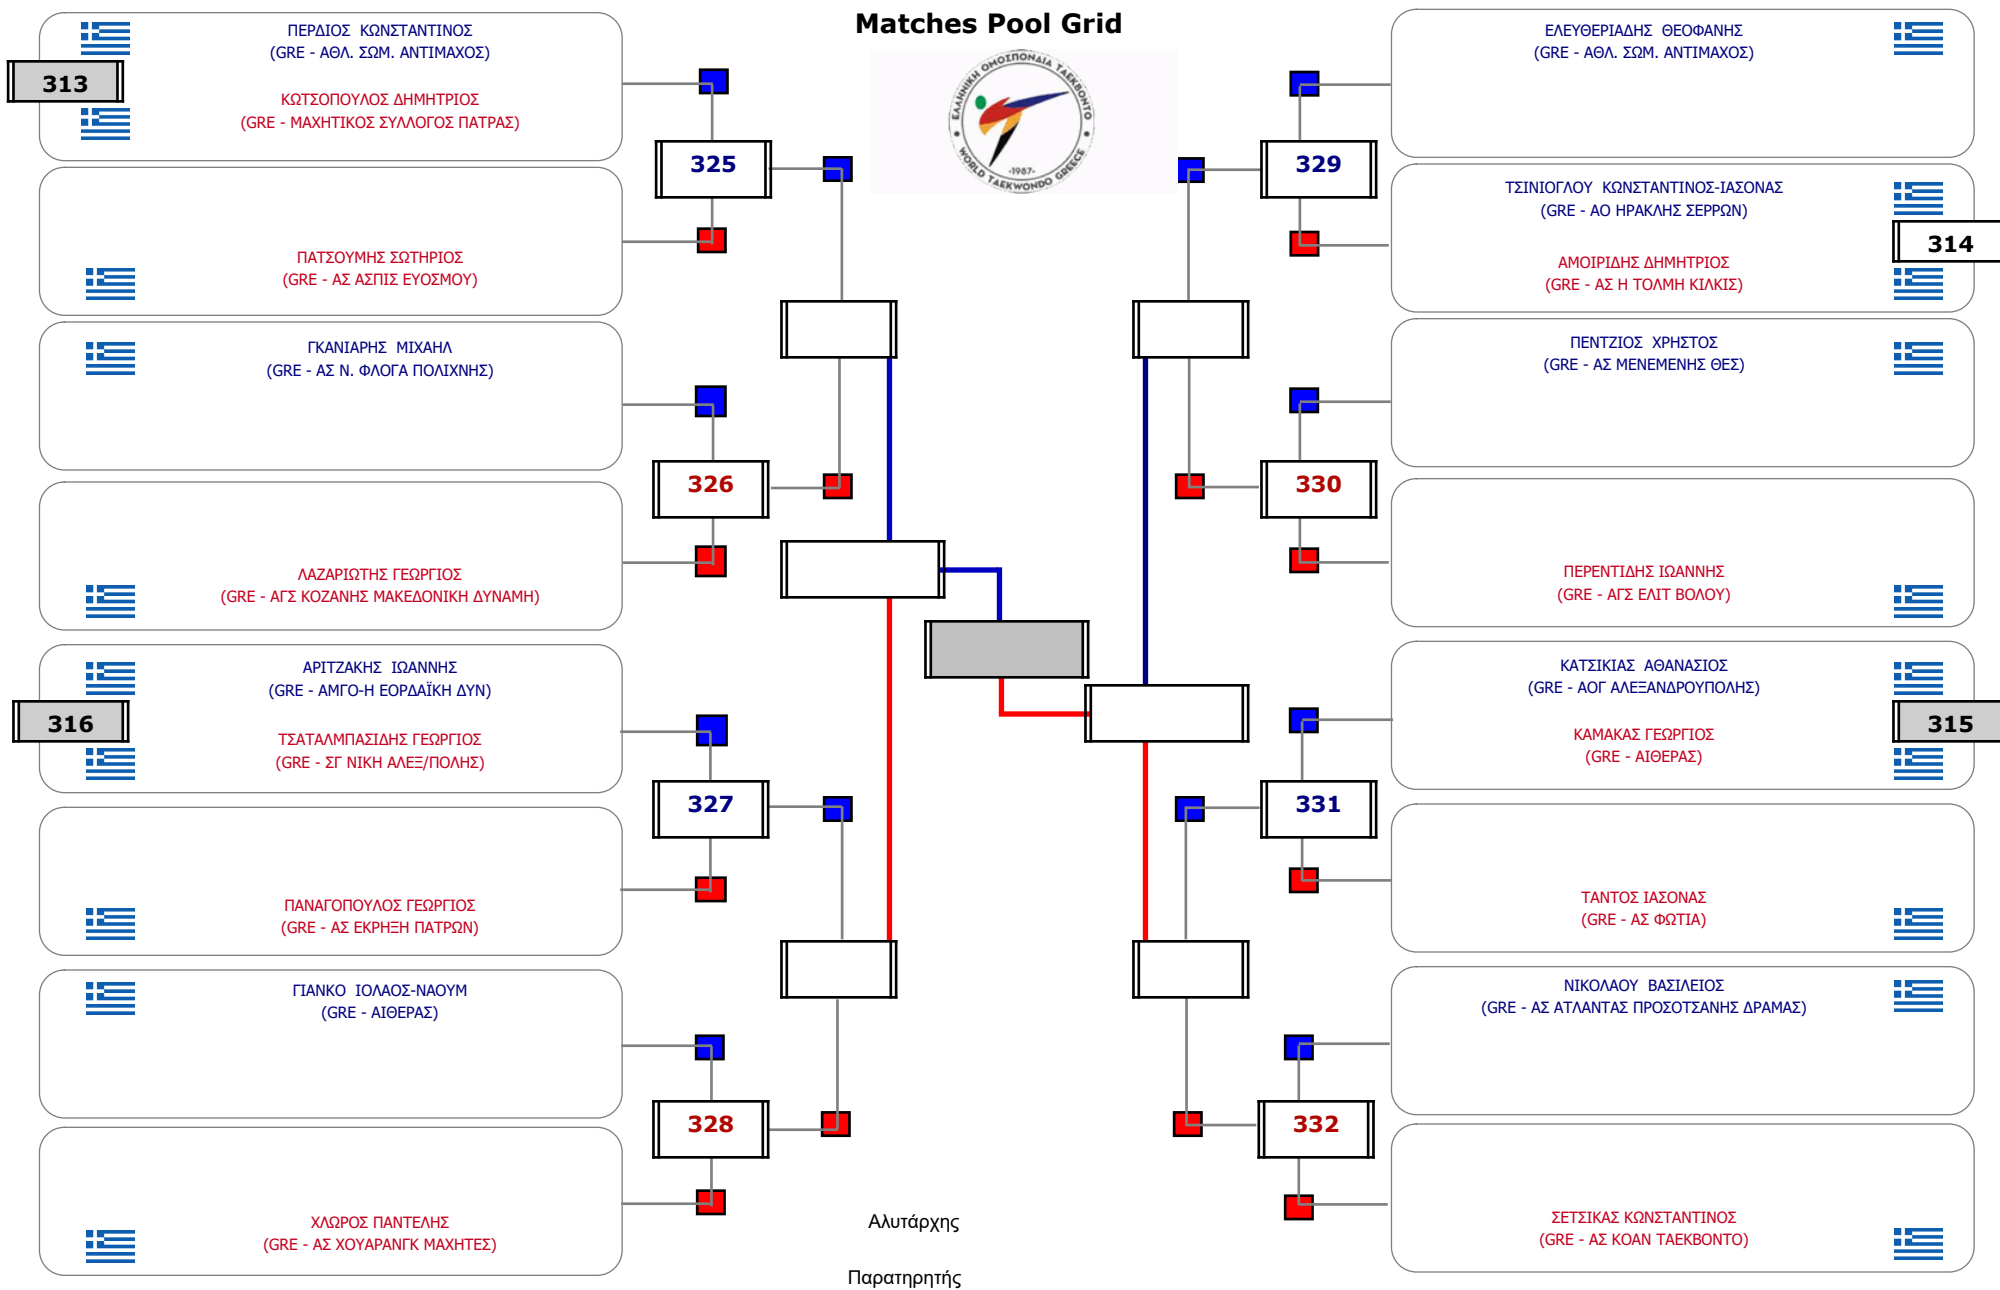 Matches Pool Grid
ΕΛΛΗΝΙΚΗ ΟΜΟΣΠΟΝΔΙΑ ΤΑΕΚΒΟΝΤΟ
-1987-
WORLD TAEKWONDO GREECE
ΠΕΡΔΙΟΣ ΚΩΝΣΤΑΝΤΙΝΟΣ
(GRE - ΑΘΛ. ΣΩΜ. ΑΝΤΙΜΑΧΟΣ)
313
ΚΩΤΣΟΠΟΥΛΟΣ ΔΗΜΗΤΡΙΟΣ
(GRE - ΜΑΧΗΤΙΚΟΣ ΣΥΛΛΟΓΟΣ ΠΑΤΡΑΣ)
325
ΠΑΤΣΟΥΜΗΣ ΣΩΤΗΡΙΟΣ
(GRE - ΑΣ ΑΣΠΙΣ ΕΥΟΣΜΟΥ)
ΓΚΑΝΙΑΡΗΣ ΜΙΧΑΗΛ
(GRE - ΑΣ Ν. ΦΛΟΓΑ ΠΟΛΙΧΝΗΣ)
326
ΛΑΖΑΡΙΩΤΗΣ ΓΕΩΡΓΙΟΣ
(GRE - ΑΓΣ ΚΟΖΑΝΗΣ ΜΑΚΕΔΟΝΙΚΗ ΔΥΝΑΜΗ)
ΑΡΙΤΖΑΚΗΣ ΙΩΑΝΝΗΣ
(GRE - ΑΜΓΟ-Η ΕΟΡΔΑΪΚΗ ΔΥΝ)
316
ΤΣΑΤΑΛΜΠΑΣΙΔΗΣ ΓΕΩΡΓΙΟΣ
(GRE - ΣΓ ΝΙΚΗ ΑΛΕΞ/ΠΟΛΗΣ)
327
ΠΑΝΑΓΟΠΟΥΛΟΣ ΓΕΩΡΓΙΟΣ
(GRE - ΑΣ ΕΚΡΗΞΗ ΠΑΤΡΩΝ)
ΓΙΑΝΚΟ ΙΟΛΑΟΣ-ΝΑΟΥΜ
(GRE - ΑΙΘΕΡΑΣ)
328
ΧΛΩΡΟΣ ΠΑΝΤΕΛΗΣ
(GRE - ΑΣ ΧΟΥΑΡΑΝΓΚ ΜΑΧΗΤΕΣ)
ΕΛΕΥΘΕΡΙΑΔΗΣ ΘΕΟΦΑΝΗΣ
(GRE - ΑΘΛ. ΣΩΜ. ΑΝΤΙΜΑΧΟΣ)
329
ΤΣΙΝΙΟΓΛΟΥ ΚΩΝΣΤΑΝΤΙΝΟΣ-ΙΑΣΟΝΑΣ
(GRE - ΑΟ ΗΡΑΚΛΗΣ ΣΕΡΡΩΝ)
314
ΑΜΟΙΡΙΔΗΣ ΔΗΜΗΤΡΙΟΣ
(GRE - ΑΣ Η ΤΟΛΜΗ ΚΙΛΚΙΣ)
ΠΕΝΤΖΙΟΣ ΧΡΗΣΤΟΣ
(GRE - ΑΣ ΜΕΝΕΜΕΝΗΣ ΘΕΣ)
330
ΠΕΡΕΝΤΙΔΗΣ ΙΩΑΝΝΗΣ
(GRE - ΑΓΣ ΕΛΙΤ ΒΟΛΟΥ)
ΚΑΤΣΙΚΙΑΣ ΑΘΑΝΑΣΙΟΣ
(GRE - ΑΟΓ ΑΛΕΞΑΝΔΡΟΥΠΟΛΗΣ)
315
ΚΑΜΑΚΑΣ ΓΕΩΡΓΙΟΣ
(GRE - ΑΙΘΕΡΑΣ)
331
ΤΑΝΤΟΣ ΙΑΣΟΝΑΣ
(GRE - ΑΣ ΦΩΤΙΑ)
ΝΙΚΟΛΑΟΥ ΒΑΣΙΛΕΙΟΣ
(GRE - ΑΣ ΑΤΛΑΝΤΑΣ ΠΡΟΣΟΤΣΑΝΗΣ ΔΡΑΜΑΣ)
332
ΣΕΤΣΙΚΑΣ ΚΩΝΣΤΑΝΤΙΝΟΣ
(GRE - ΑΣ ΚΟΑΝ ΤΑΕΚΒΟΝΤΟ)
Αλυτάρχης
Παρατηρητής